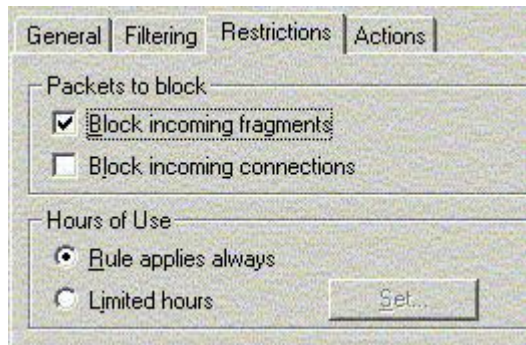 General Filtering Restrictions Actions
Packets to block
Block incoming fragments
Block incoming connections
Hours of Use
Rule applies always
Limited hours Set...